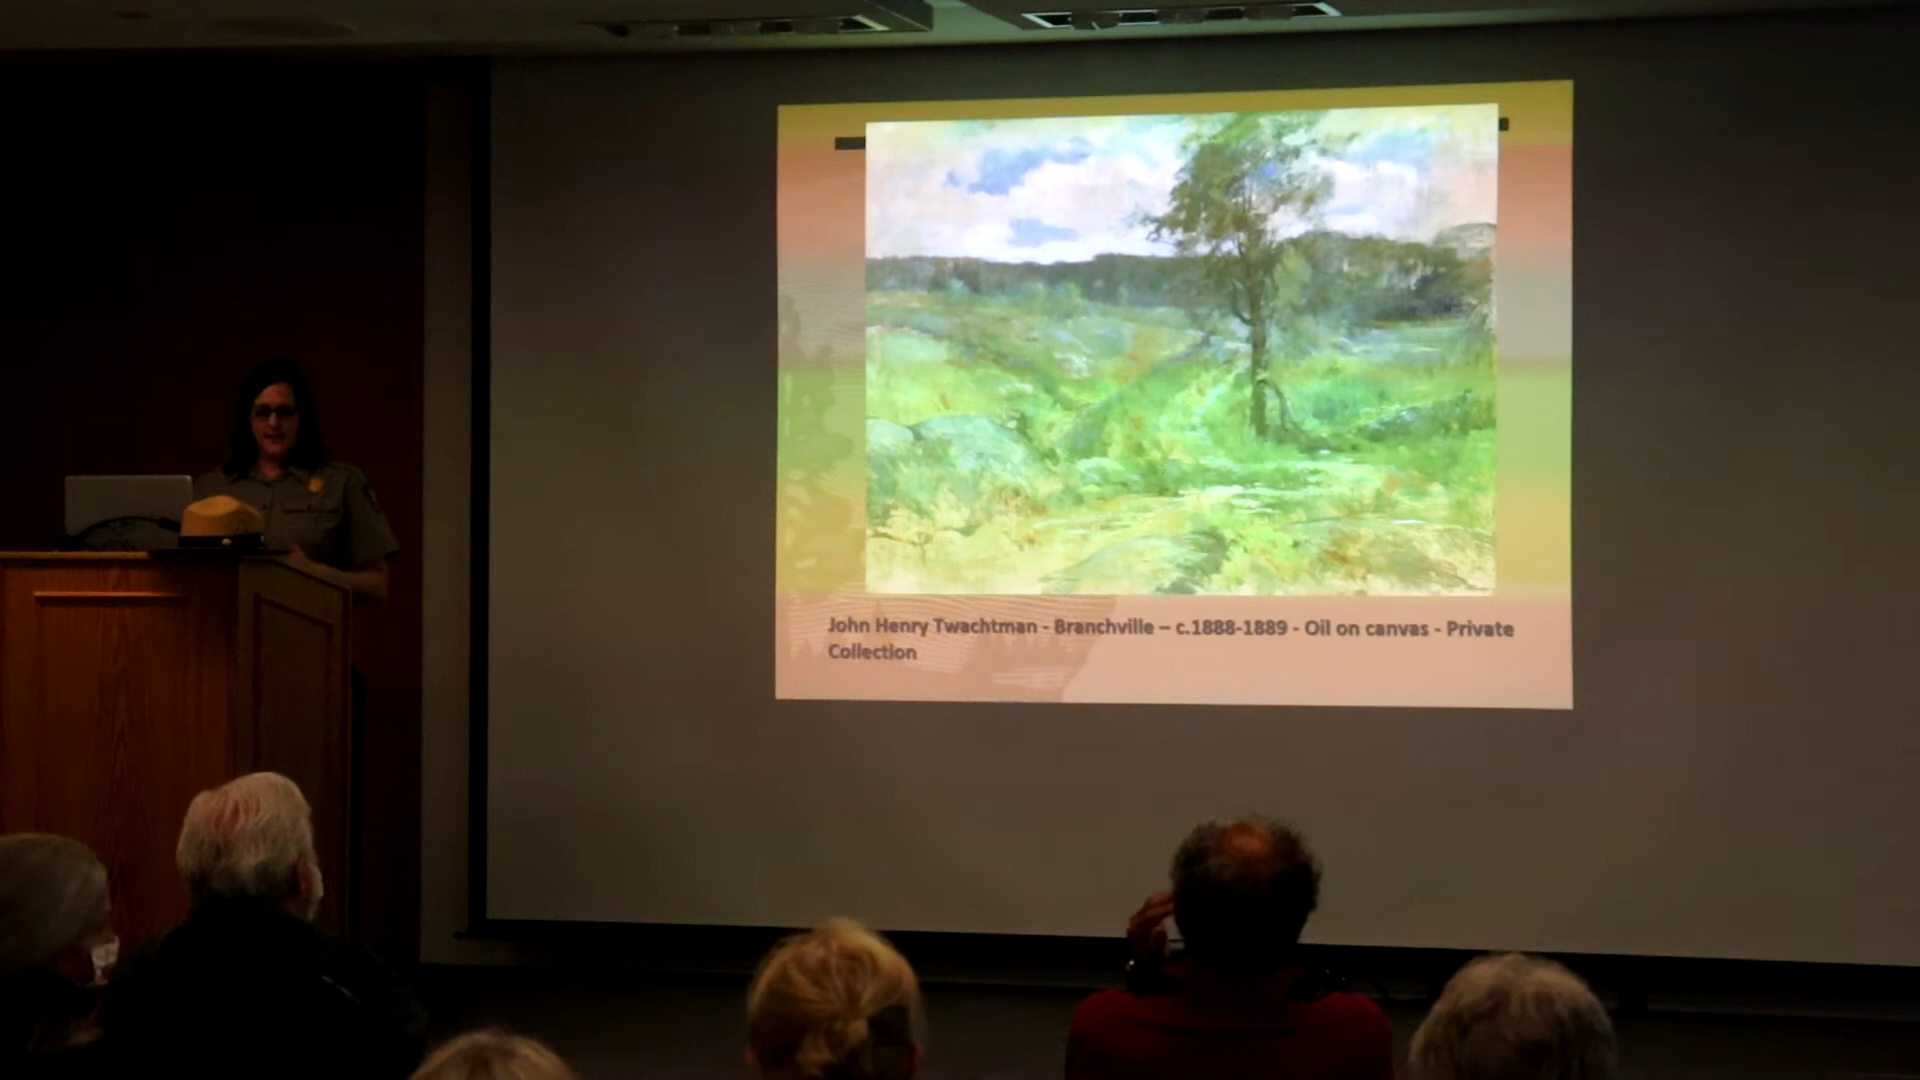 John Henry Twachtman - Branchville – c.1888-1889 - Oil on canvas - Private
Collection